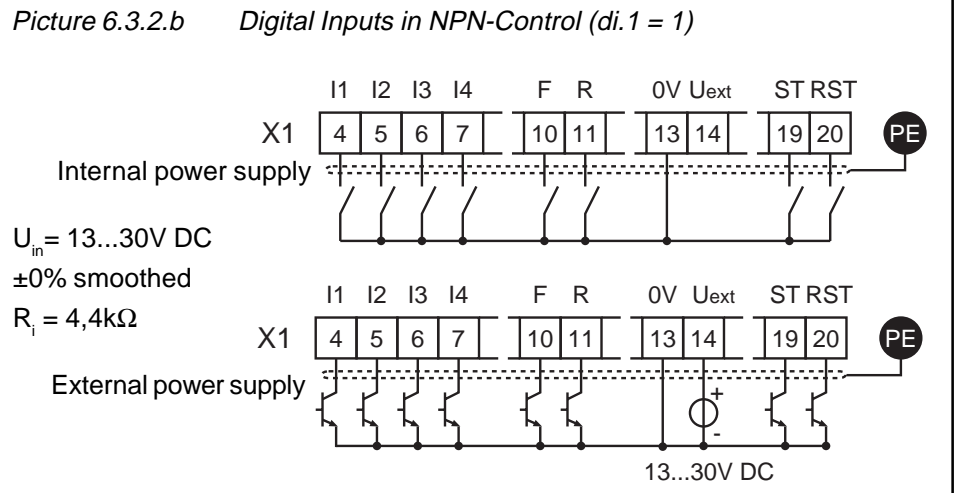 Picture 6.3.2.b Digital Inputs in NPN-Control (di.1 = 1)
I1 I2 I3 I4 F R 0V Uext ST RST
X1 4 5 6 7 10 11 13 14 19 20 PE
Internal power supply
Uin= 13...30V DC
±0% smoothed
Ri = 4,4kΩ
I1 I2 I3 I4 F R 0V Uext ST RST
X1 4 5 6 7 10 11 13 14 19 20 PE
External power supply
+
-
13...30V DC